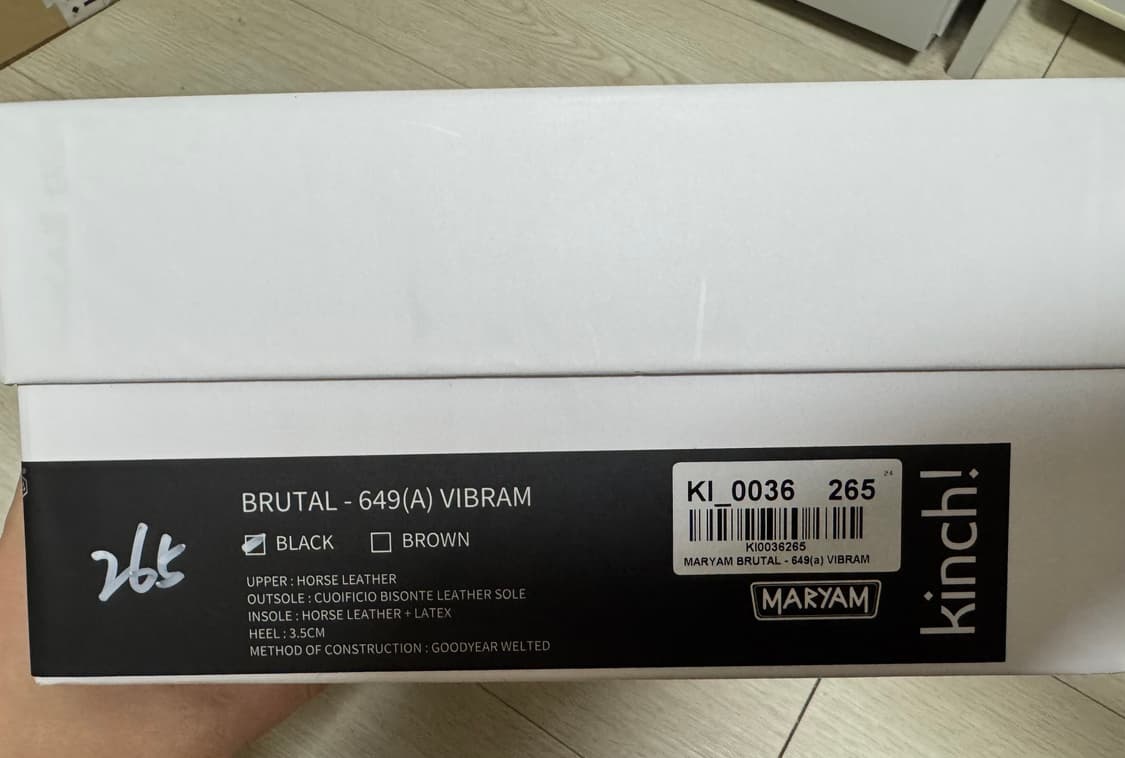 BRUTAL - 649(A) VIBRAM
BLACK BROWN
265
UPPER : HORSE LEATHER
OUTSOLE : CUOIFICIO BISONTE LEATHER SOLE
INSOLE : HORSE LEATHER + LATEX
HEEL : 3.5CM
METHOD OF CONSTRUCTION : GOODYEAR WELTED
24
KI_0036 265
KI0036265
MARYAM BRUTAL - 649(a) VIBRAM
MARYAM
kinch!